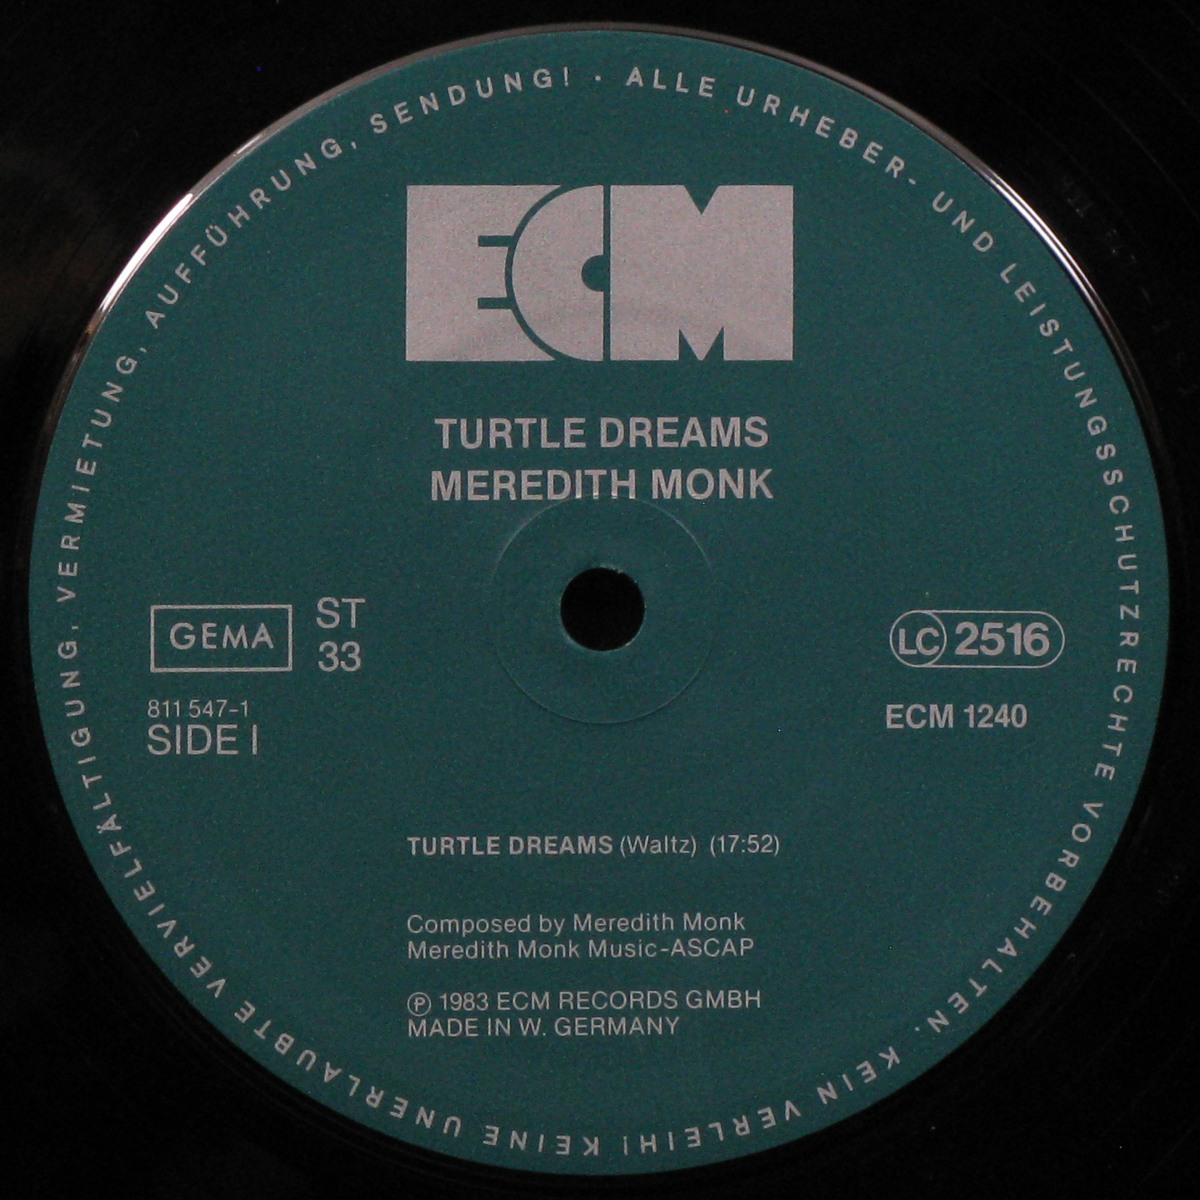 ALLE URHEBER- UND LEISTUNGSSCHUTZRECHTE VORBEHALTEN. KEIN VERLEIH! KEINE UNERLAUBTE VERVIELFÄLTIGUNG, VERMIETUNG, AUFFÜHRUNG, SENDUNG! ·
ECM
TURTLE DREAMS
MEREDITH MONK
GEMA
ST
33
LC 2516
811 547-1
SIDE I
ECM 1240
TURTLE DREAMS (Waltz) (17:52)
Composed by Meredith Monk
Meredith Monk Music-ASCAP
Ⓟ 1983 ECM RECORDS GMBH
MADE IN W. GERMANY